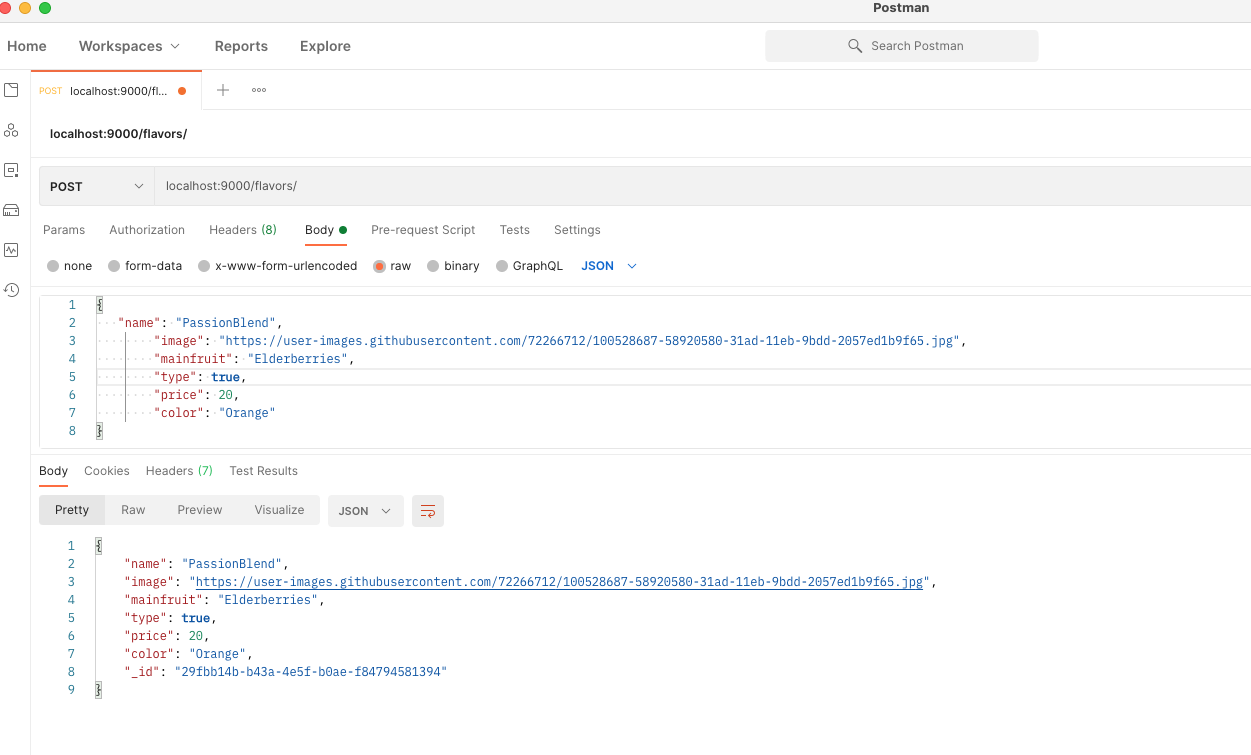 Postman
Home Workspaces Reports Explore Search Postman
POST localhost:9000/fl...
localhost:9000/flavors/
POST localhost:9000/flavors/
Params Authorization Headers (8) Body Pre-request Script Tests Settings
none form-data x-www-form-urlencoded raw binary GraphQL JSON
1 {
2 "name": "PassionBlend",
3 "image": "https://user-images.githubusercontent.com/72266712/100528687-58920580-31ad-11eb-9bdd-2057ed1b9f65.jpg",
4 "mainfruit": "Elderberries",
5 "type": true,
6 "price": 20,
7 "color": "Orange"
8 }
Body Cookies Headers (7) Test Results
Pretty Raw Preview Visualize JSON
1 {
2 "name": "PassionBlend",
3 "image": "https://user-images.githubusercontent.com/72266712/100528687-58920580-31ad-11eb-9bdd-2057ed1b9f65.jpg",
4 "mainfruit": "Elderberries",
5 "type": true,
6 "price": 20,
7 "color": "Orange",
8 "_id": "29fbb14b-b43a-4e5f-b0ae-f84794581394"
9 }